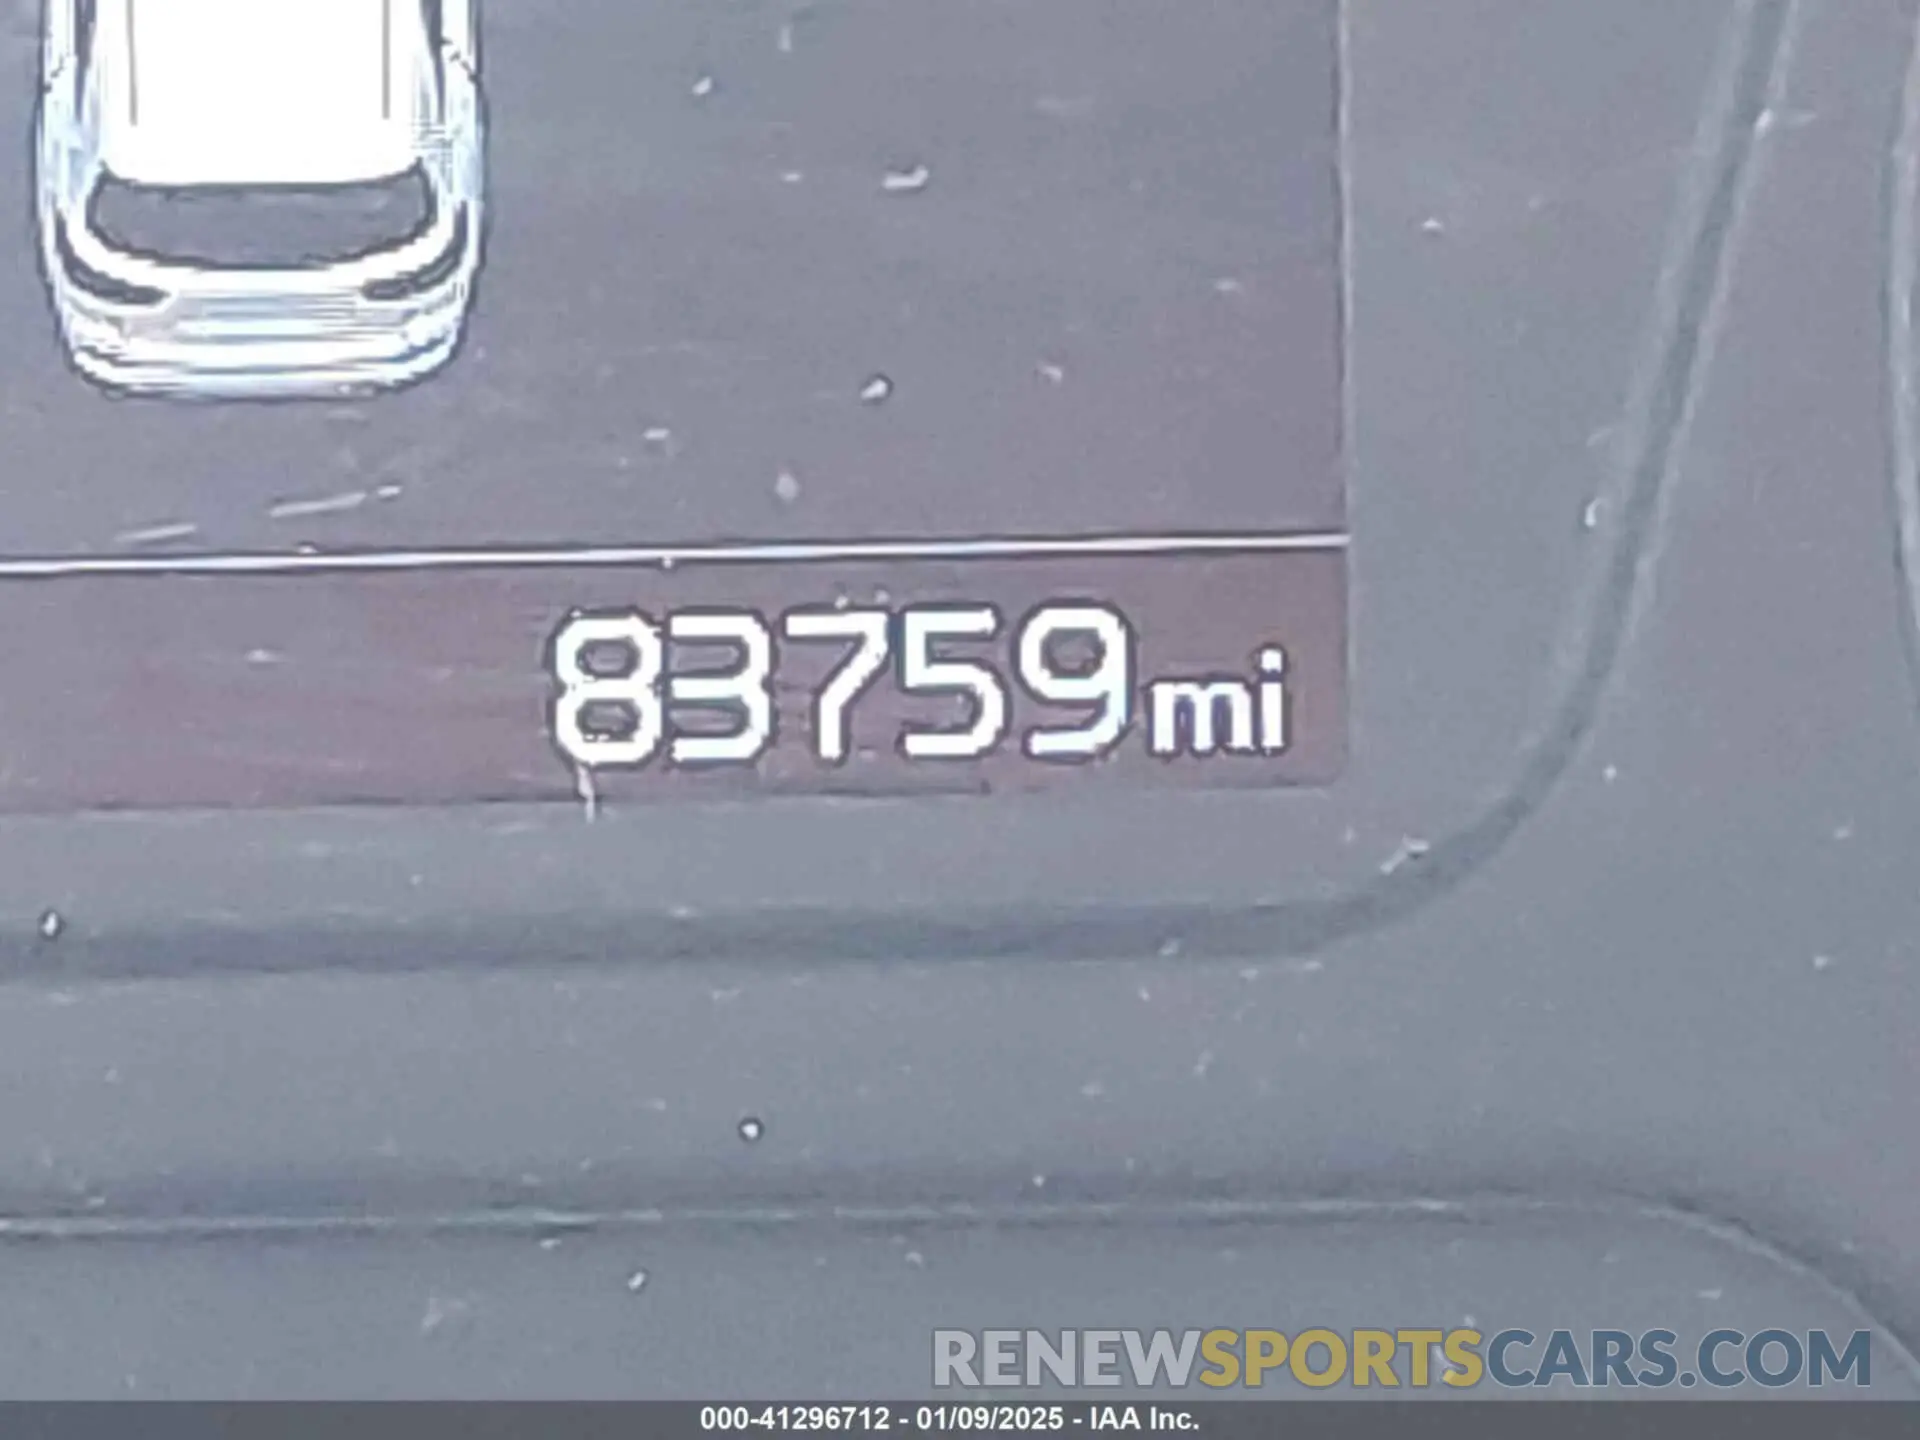 83759mi
RENEWSPORTSCARS.COM
000-41296712 - 01/09/2025 - IAA Inc.